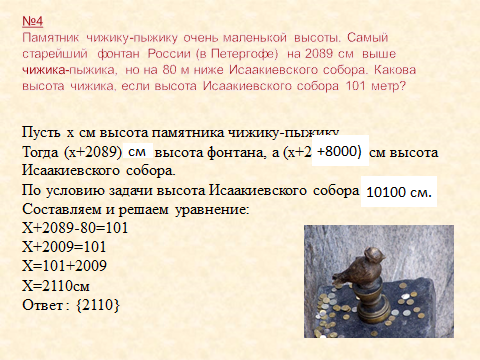 №4
Памятник чижику-пыжику очень маленькой высоты. Самый
старейший фонтан России (в Петергофе) на 2089 см выше
чижика-пыжика, но на 80 м ниже Исаакиевского собора. Какова
высота чижика, если высота Исаакиевского собора 101 метр?
Пусть х см высота памятника чижику-пыжику
Тогда (х+2089) см высота фонтана, а (х+2 +8000) см высота
Исаакиевского собора.
По условию задачи высота Исаакиевского собора 10100 см.
Составляем и решаем уравнение:
Х+2089-80=101
Х+2009=101
Х=101+2009
Х=2110см
Ответ : {2110}